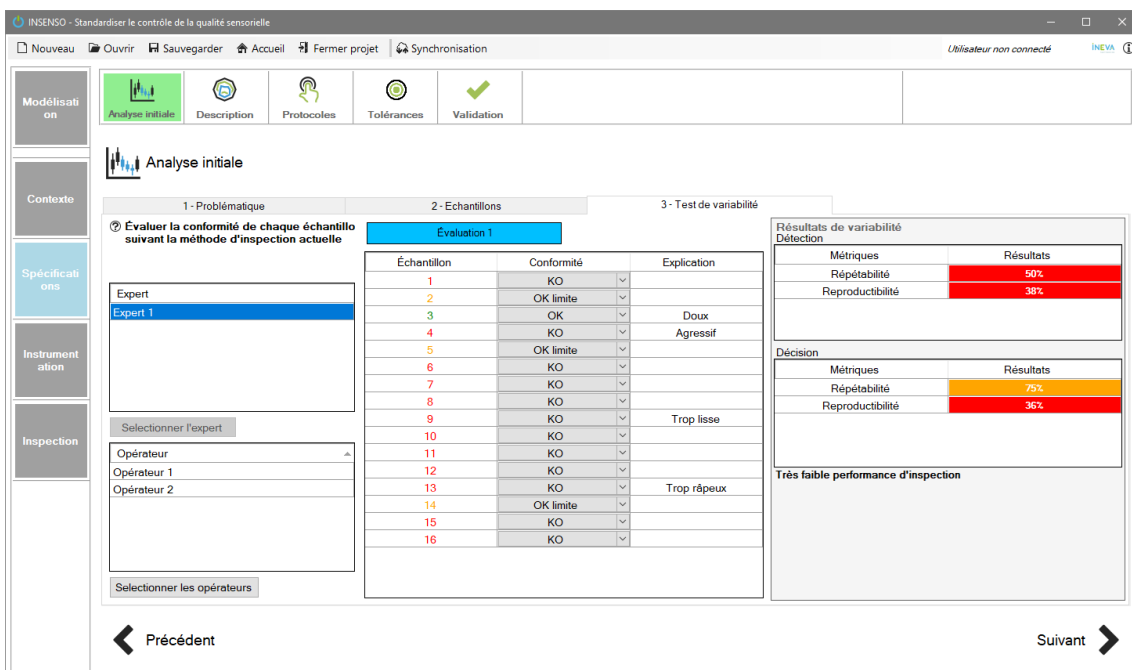 INSENSO - Standardiser le contrôle de la qualité sensorielle
Nouveau Ouvrir Sauvegarder Accueil Fermer projet Synchronisation Utilisateur non connecté INEVA
Modélisati
on
Contexte
Spécificati
ons
Instrument
ation
Inspection
Analyse initiale Description Protocoles Tolérances Validation
Analyse initiale
1 - Problématique 2 - Echantillons 3 - Test de variabilité
Évaluer la conformité de chaque échantillo
suivant la méthode d'inspection actuelle
Expert
Expert 1
Selectionner l'expert
Opérateur
Opérateur 1
Opérateur 2
Selectionner les opérateurs
Évaluation 1
Échantillon Conformité Explication
1 KO
2 OK limite
3 OK Doux
4 KO Agressif
5 OK limite
6 KO
7 KO
8 KO
9 KO Trop lisse
10 KO
11 KO
12 KO
13 KO Trop râpeux
14 OK limite
15 KO
16 KO
Résultats de variabilité
Détection
Métriques Résultats
Répétabilité 50%
Reproductibilité 38%
Décision
Métriques Résultats
Répétabilité 75%
Reproductibilité 36%
Très faible performance d'inspection
Précédent Suivant